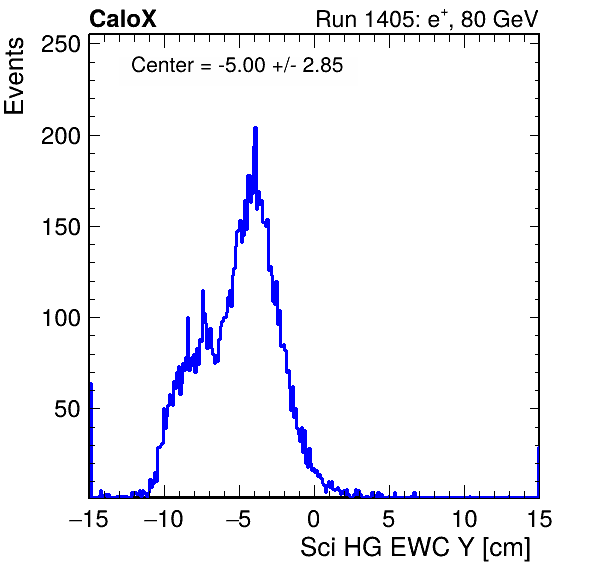 CaloX Run 1405: e⁺, 80 GeV
Center = -5.00 +/- 2.85
Events
250
200
150
100
50
−15 −10 −5 0 5 10 15
Sci HG EWC Y [cm]